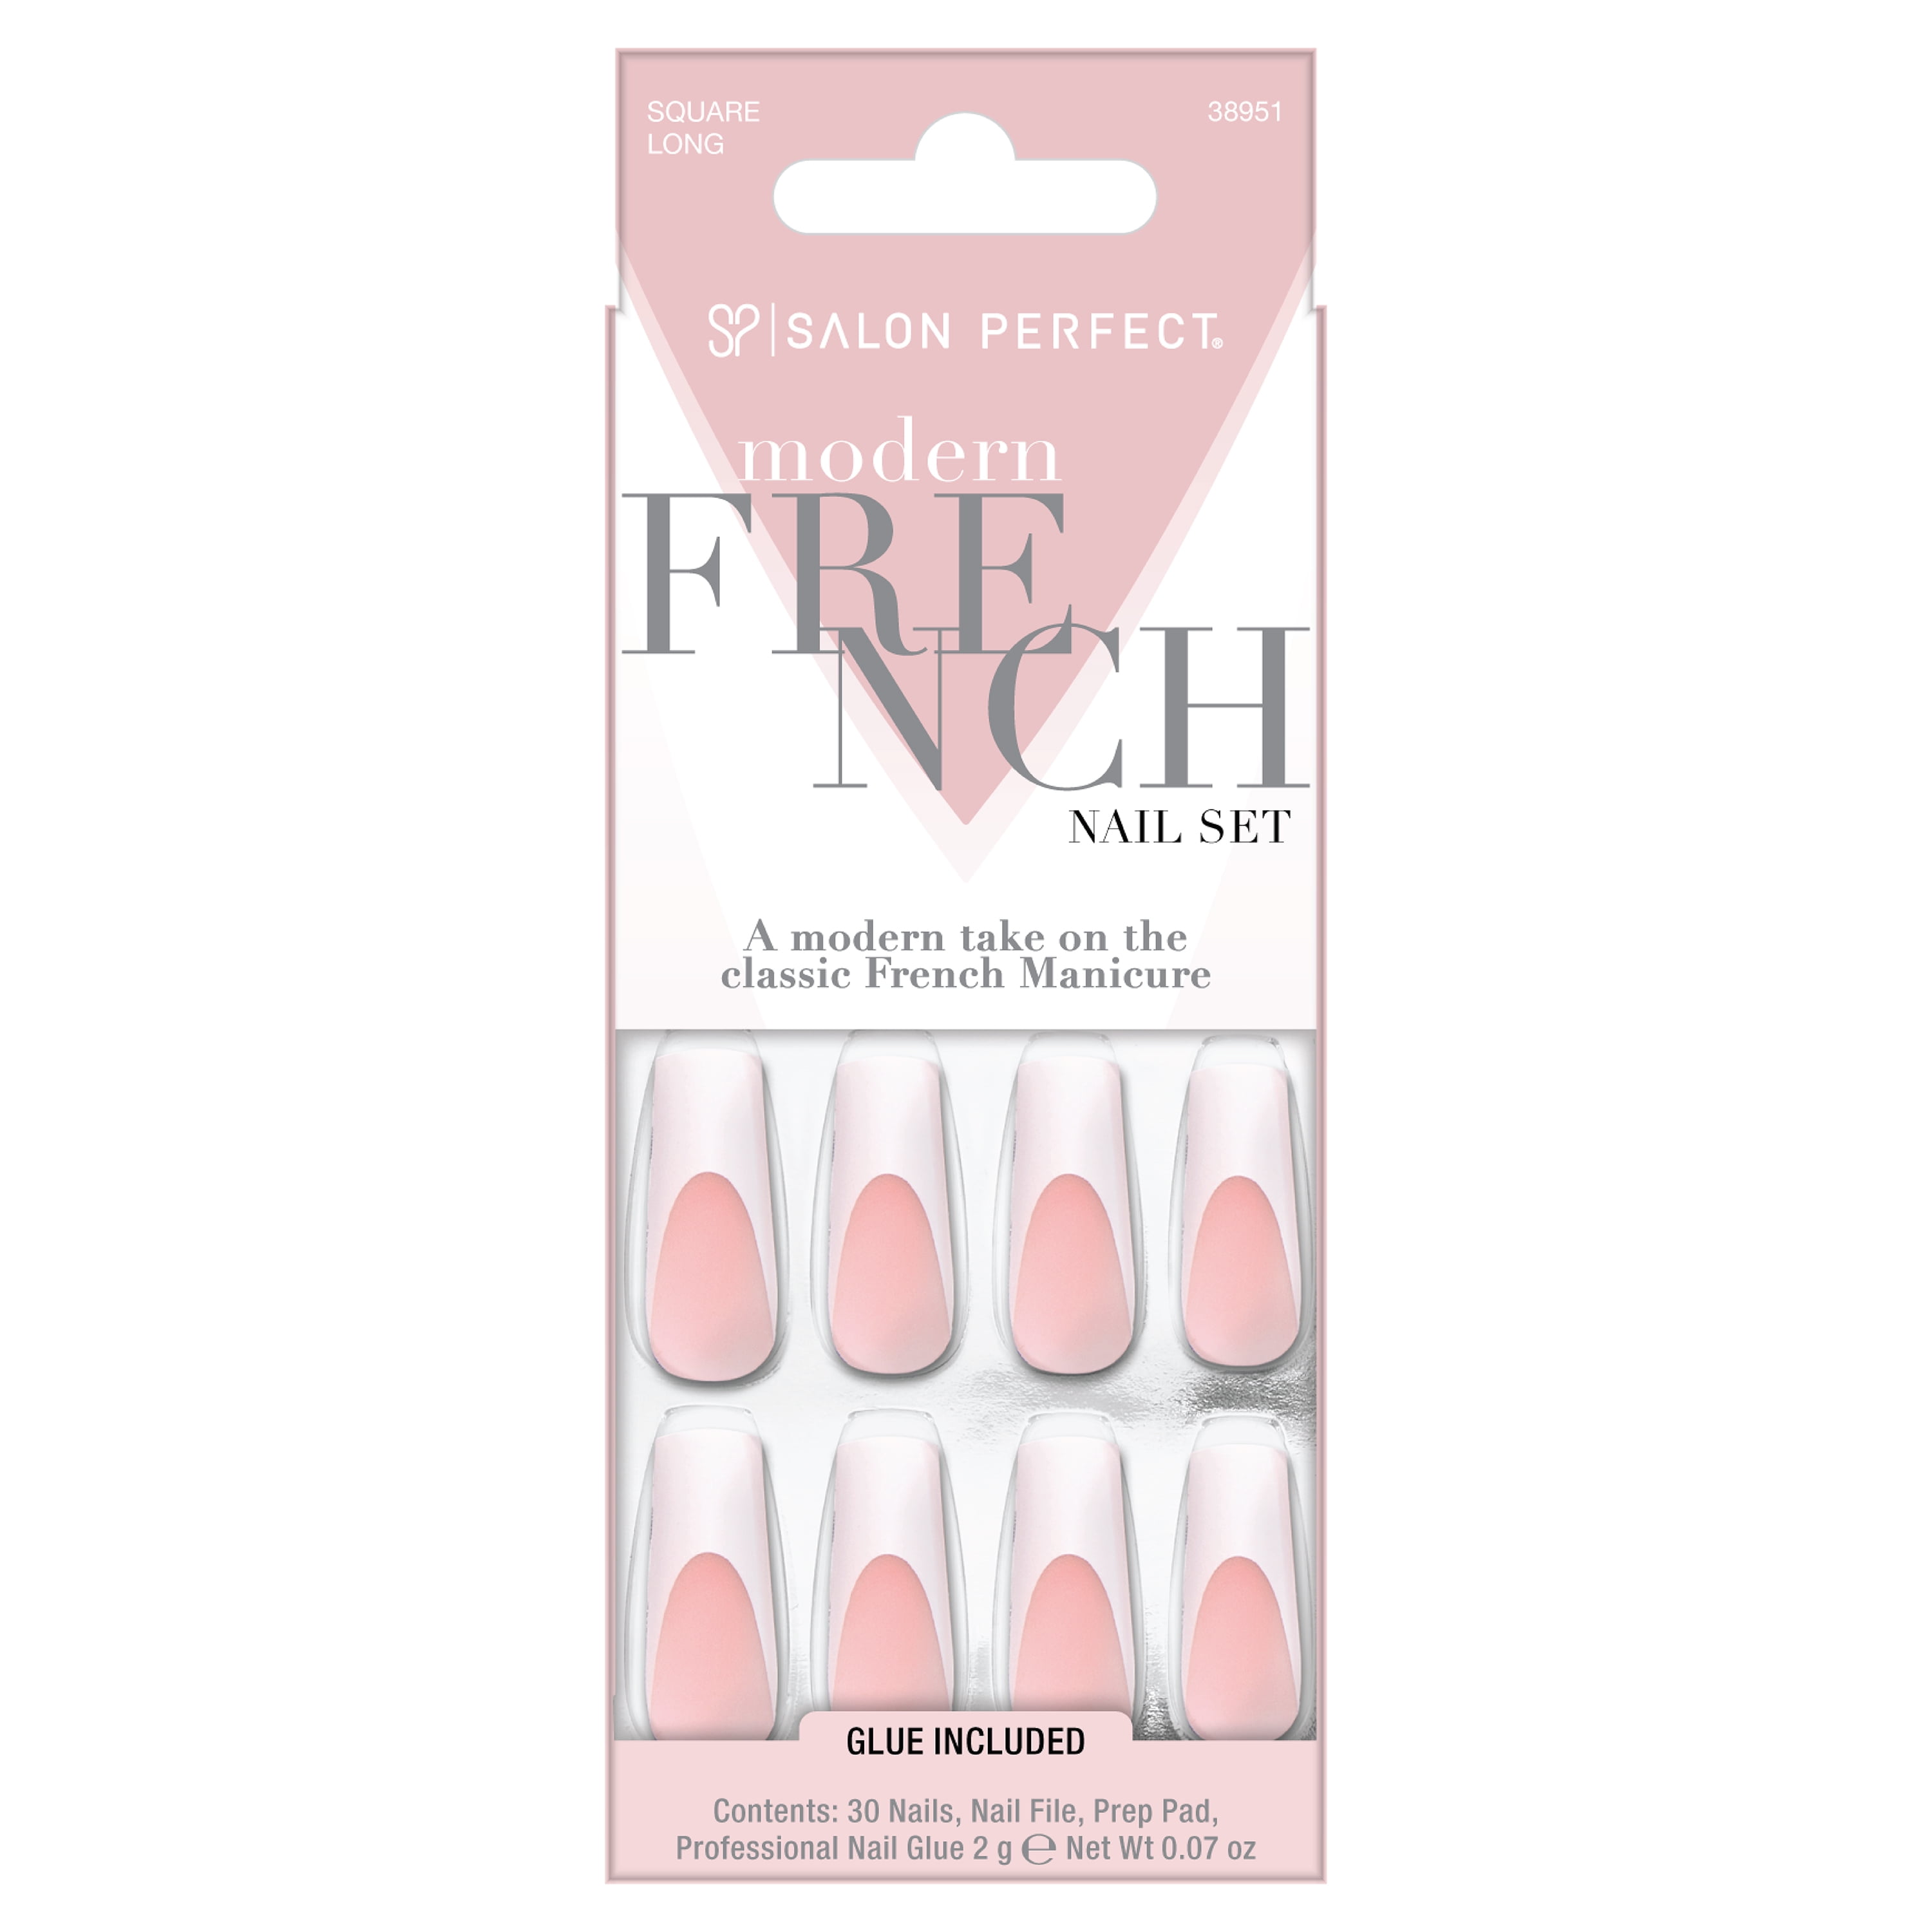 SQUARE
LONG
38951
SP | SALON PERFECT®
modern
FRE
NCH
NAIL SET
A modern take on the
classic French Manicure
GLUE INCLUDED
Contents: 30 Nails, Nail File, Prep Pad,
Professional Nail Glue 2 g ℮ Net Wt 0.07 oz